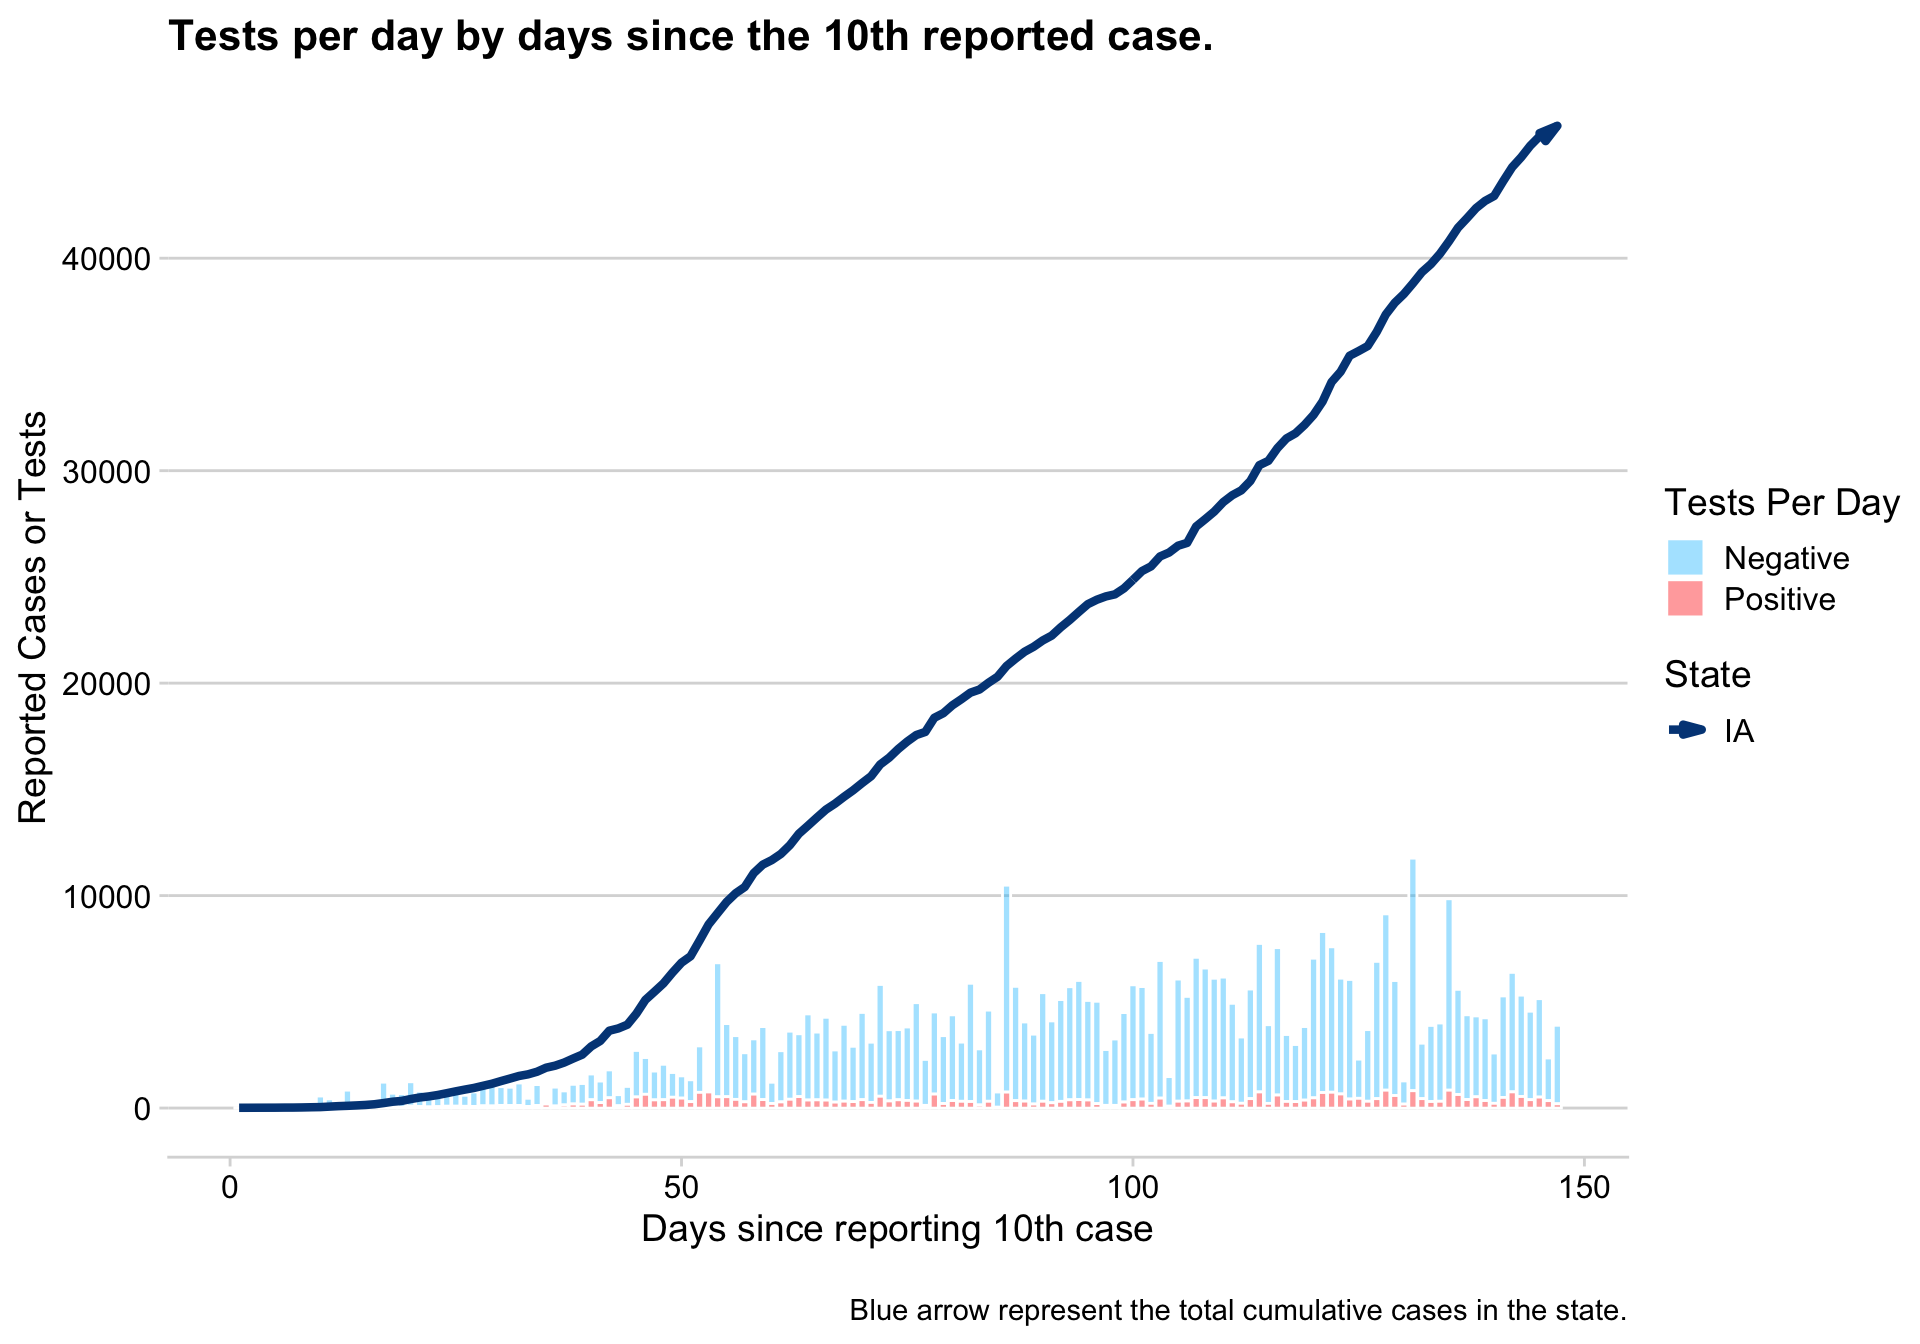 Tests per day by days since the 10th reported case.
Reported Cases or Tests
40000
30000
20000
10000
0
0 50 100 150
Days since reporting 10th case
Tests Per Day
Negative
Positive
State
IA
Blue arrow represent the total cumulative cases in the state.